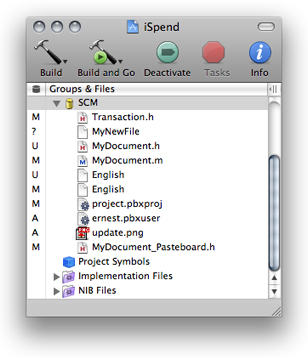 iSpend
Build Build and Go Deactivate Tasks Info
Groups & Files
SCM
M Transaction.h
? MyNewFile
U MyDocument.h
M MyDocument.m
U English
M English
M project.pbxproj
A ernest.pbxuser
A update.png
M MyDocument_Pasteboard.h
Project Symbols
Implementation Files
NIB Files